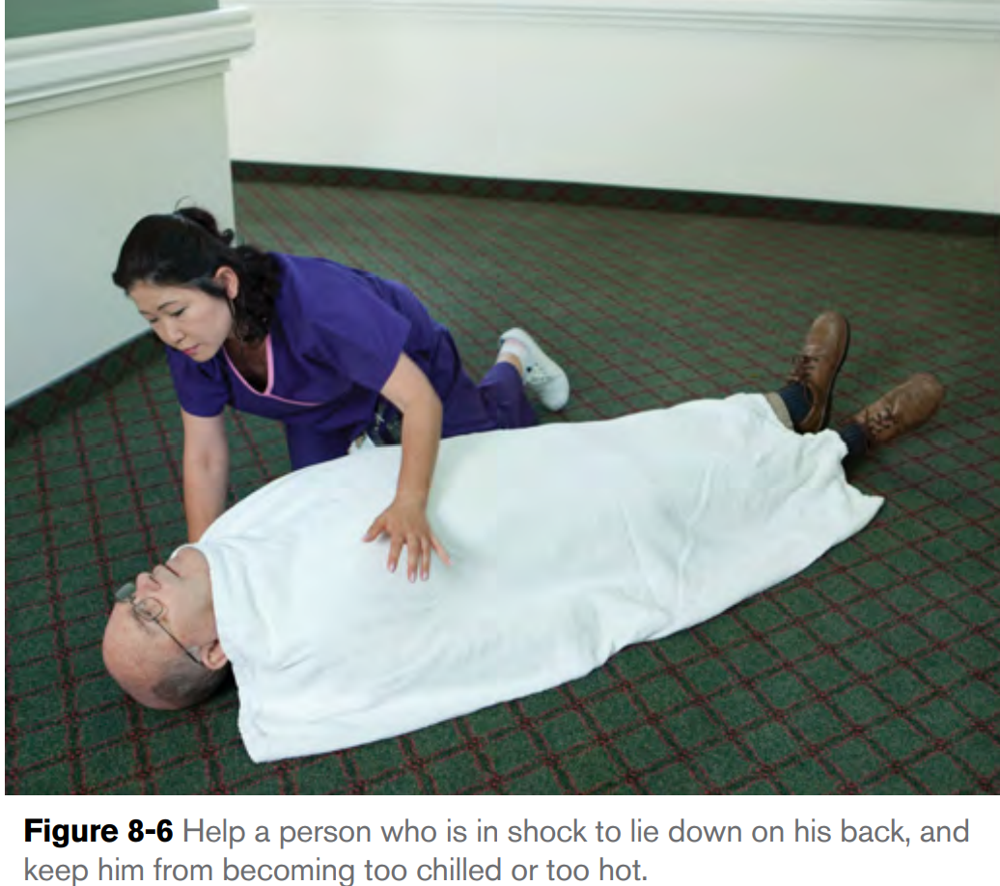 Figure 8-6 Help a person who is in shock to lie down on his back, and
keep him from becoming too chilled or too hot.